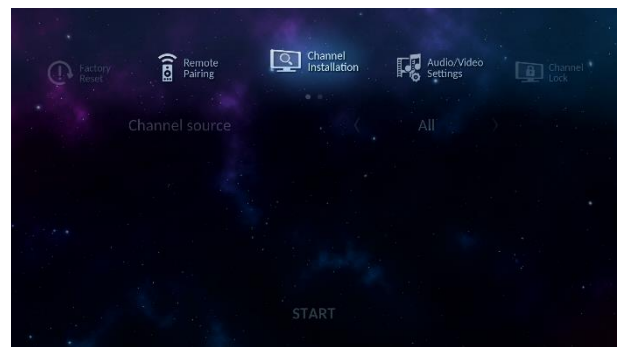 Factory
Reset
Remote
Pairing
Channel
Installation
Audio/Video
Settings
Channel
Lock
Channel source
All
START